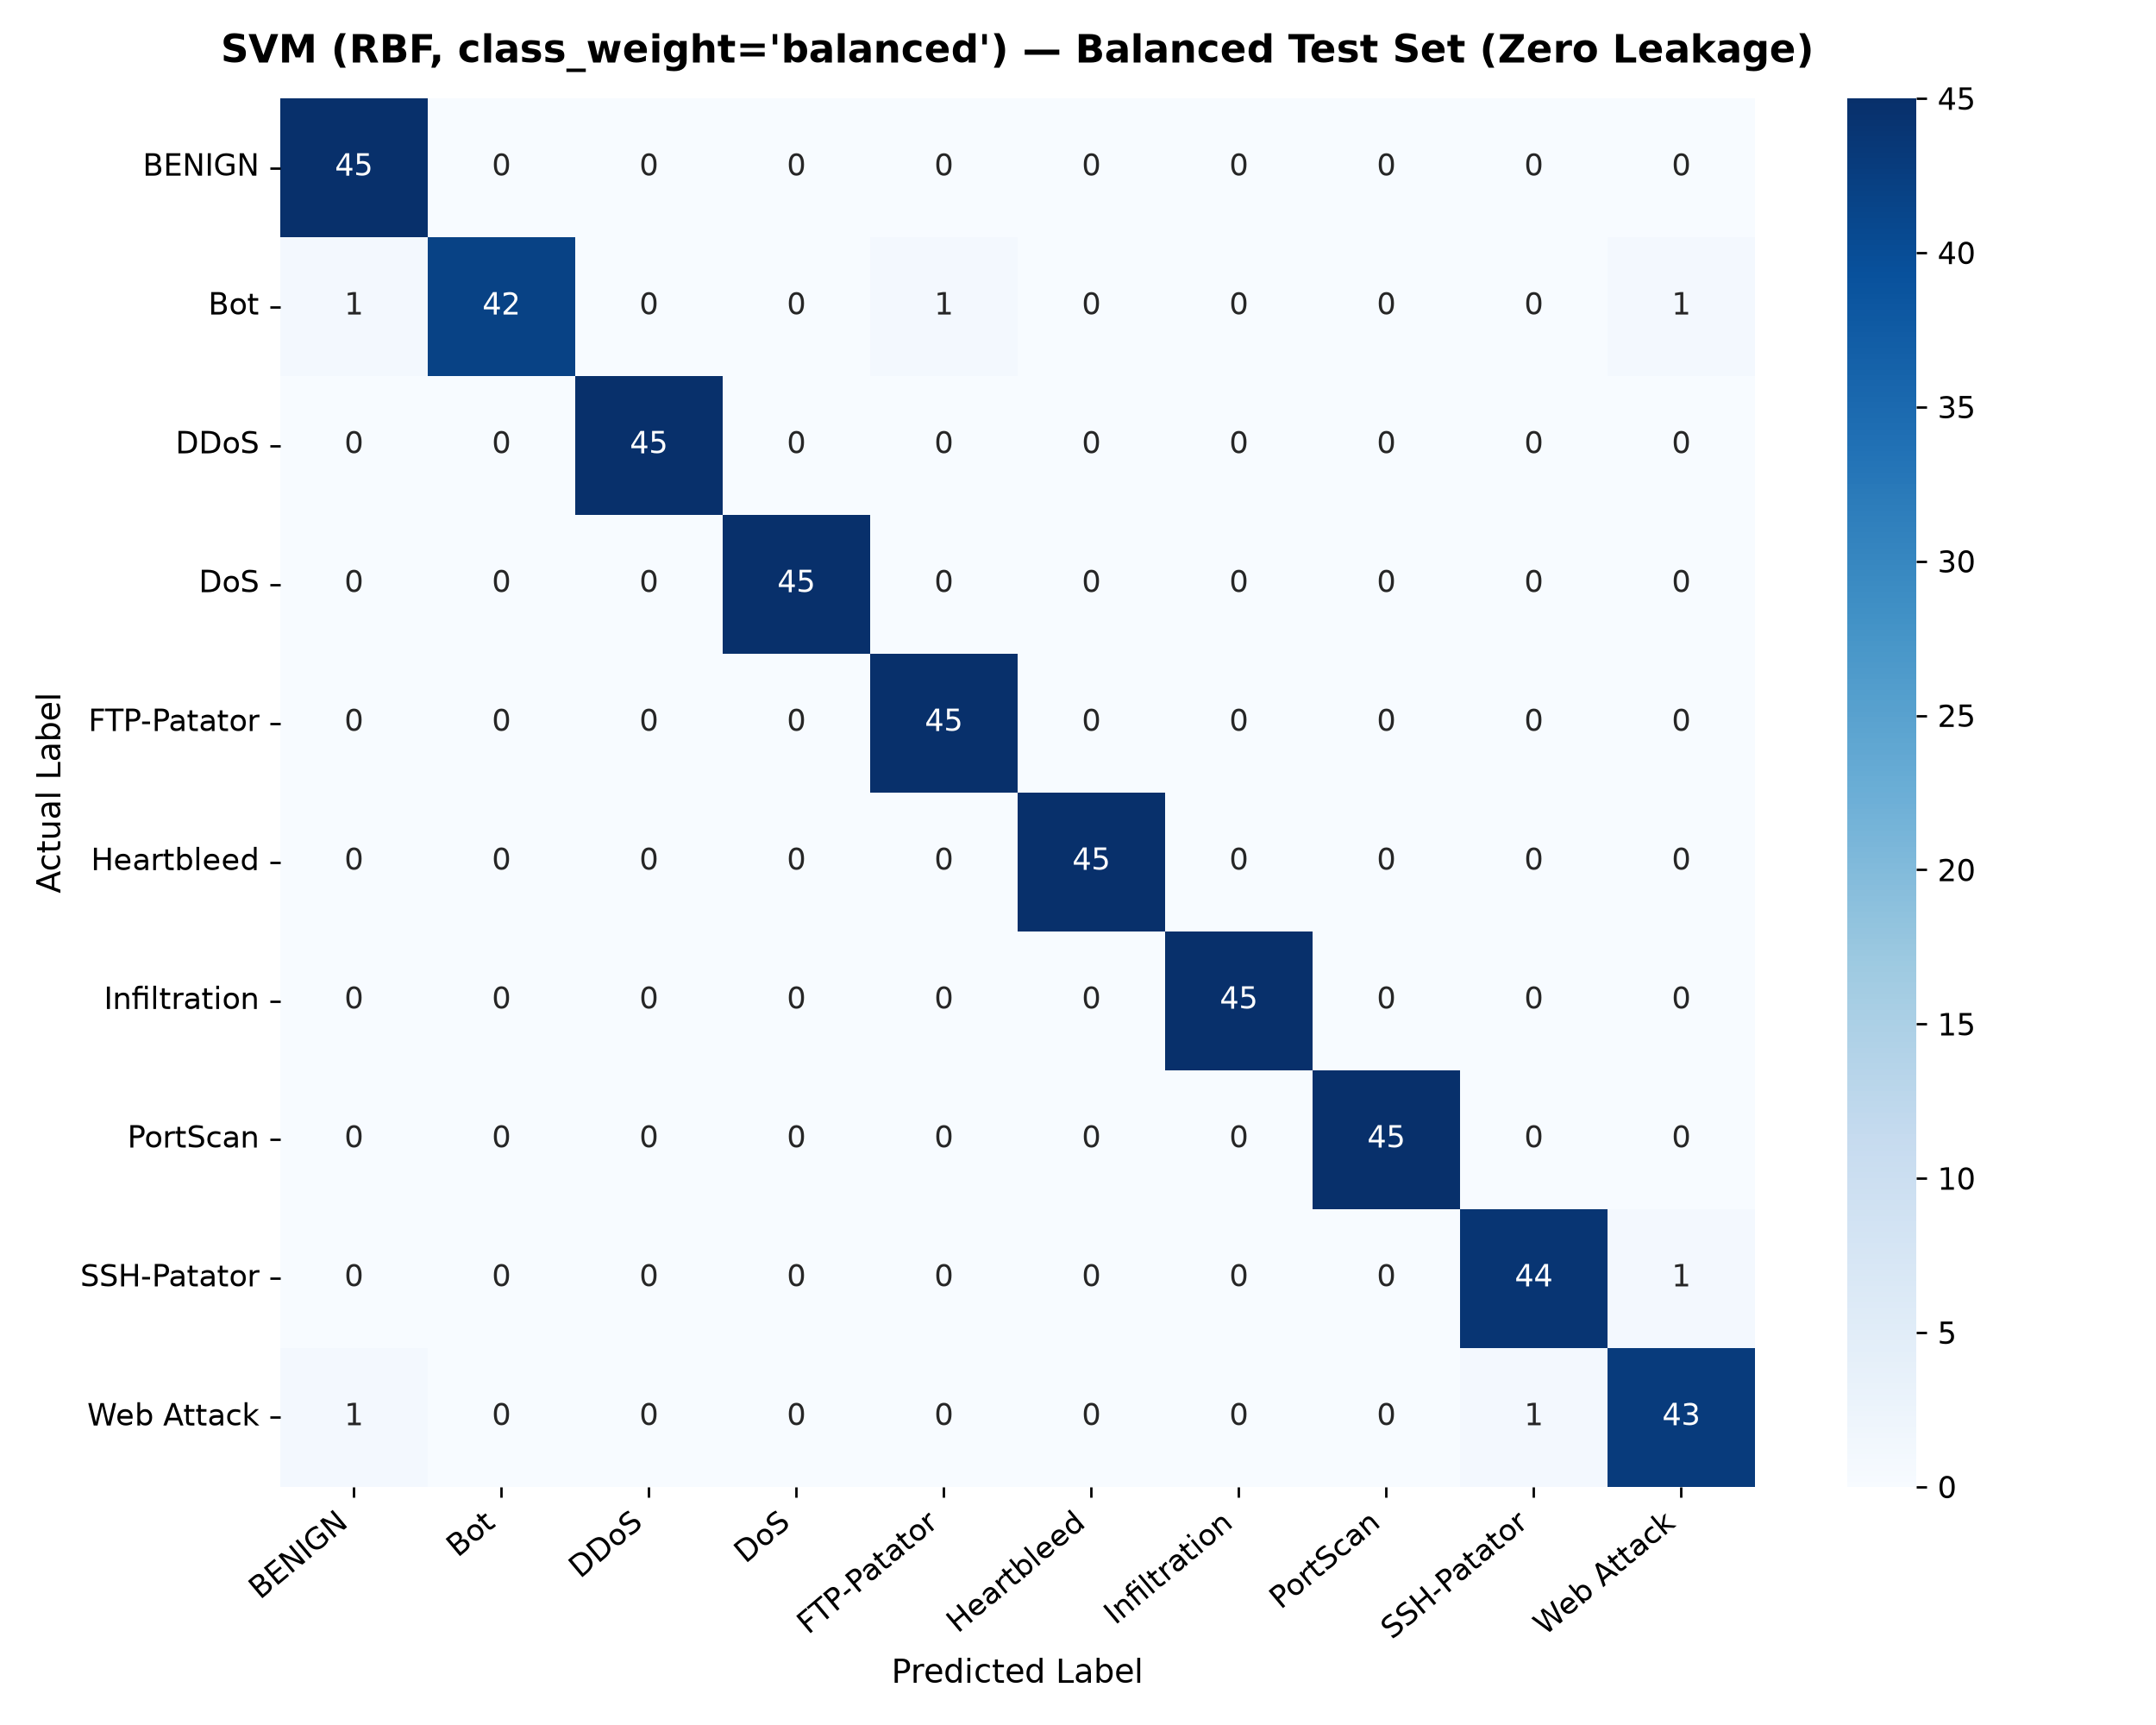 SVM (RBF, class_weight='balanced') — Balanced Test Set (Zero Leakage)
Actual Label
BENIGN 45 0 0 0 0 0 0 0 0 0
Bot 1 42 0 0 1 0 0 0 0 1
DDoS 0 0 45 0 0 0 0 0 0 0
DoS 0 0 0 45 0 0 0 0 0 0
FTP-Patator 0 0 0 0 45 0 0 0 0 0
Heartbleed 0 0 0 0 0 45 0 0 0 0
Infiltration 0 0 0 0 0 0 45 0 0 0
PortScan 0 0 0 0 0 0 0 45 0 0
SSH-Patator 0 0 0 0 0 0 0 0 44 1
Web Attack 1 0 0 0 0 0 0 0 1 43
BENIGN Bot DDoS DoS FTP-Patator Heartbleed Infiltration PortScan SSH-Patator Web Attack
Predicted Label
45
40
35
30
25
20
15
10
5
0